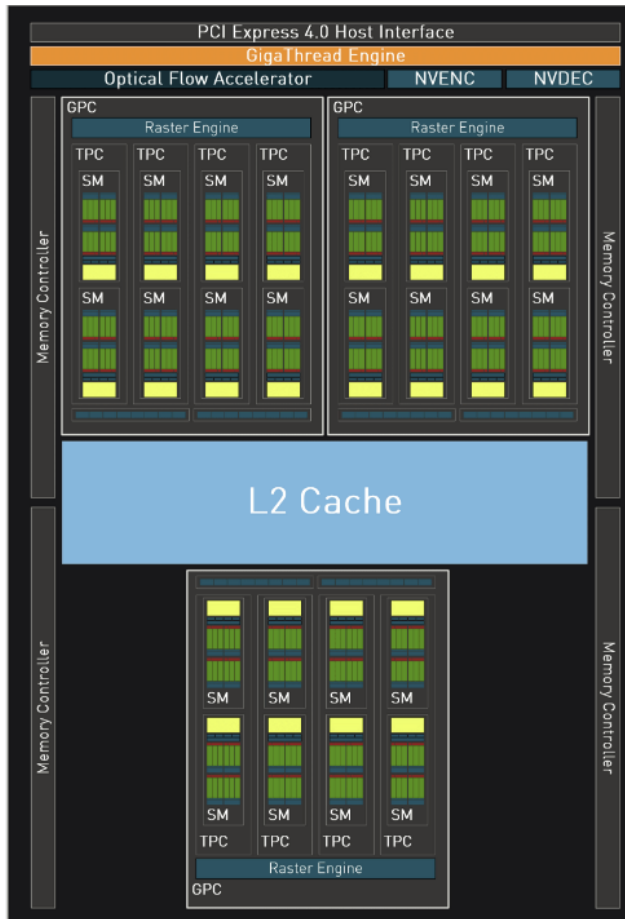 PCI Express 4.0 Host Interface
GigaThread Engine
Optical Flow Accelerator NVENC NVDEC
GPC
Raster Engine
TPC TPC TPC TPC
SM SM SM SM
SM SM SM SM
GPC
Raster Engine
TPC TPC TPC TPC
SM SM SM SM
SM SM SM SM
Memory Controller
Memory Controller
L2 Cache
Memory Controller
Memory Controller
SM SM SM SM
SM SM SM SM
TPC TPC TPC TPC
Raster Engine
GPC